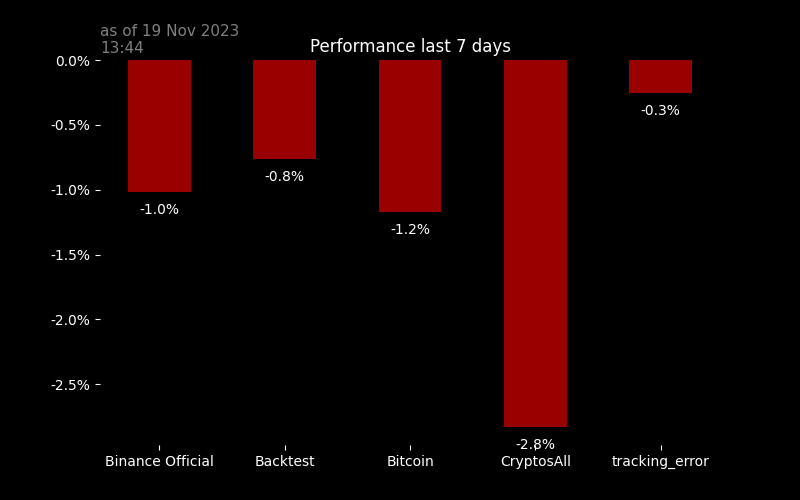 as of 19 Nov 2023
13:44
Performance last 7 days
0.0%
-0.5%
-1.0%
-1.5%
-2.0%
-2.5%
-1.0%
-0.8%
-1.2%
-2.8%
-0.3%
Binance Official
Backtest
Bitcoin
CryptosAll
tracking_error